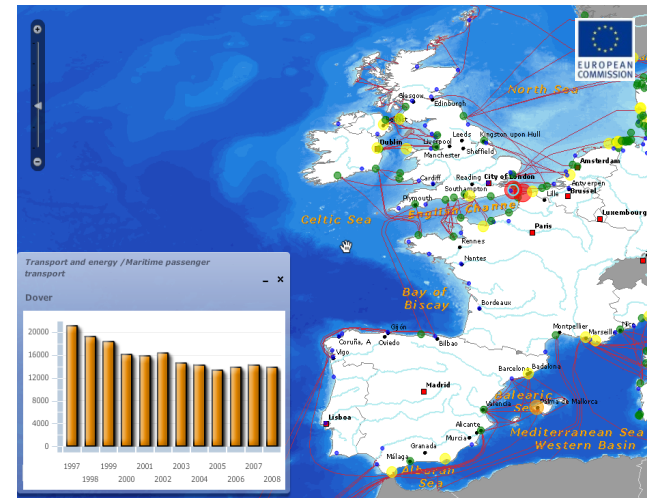 EUROPEAN
COMMISSION
North Sea
Glasgow
Edinburgh
Belfast
Dublin
Liverpool
Leeds
Kingston upon Hull
Manchester
Sheffield
Amsterdam
Cardiff
Reading
City of London
Southampton
Antwerpen
Lille
Brussel
Plymouth
English Channel
Celtic Sea
Luxembourg
Paris
Rennes
Nantes
Bay of
Biscay
Bordeaux
Gijón
Coruña, A
Oviedo
Bilbao
Vigo
Montpellier
Marseille
Nice
Barcelona
Badalona
Madrid
Balearic
Sea
Palma de Mallorca
Valencia
Lisboa
Alicante
Murcia
Mediterranean Sea
Western Basin
Granada
Málaga
Alboran
Sea
Transport and energy /Maritime passenger
transport
Dover
20000
16000
12000
8000
4000
0
1997
1998
1999
2000
2001
2002
2003
2004
2005
2006
2007
2008